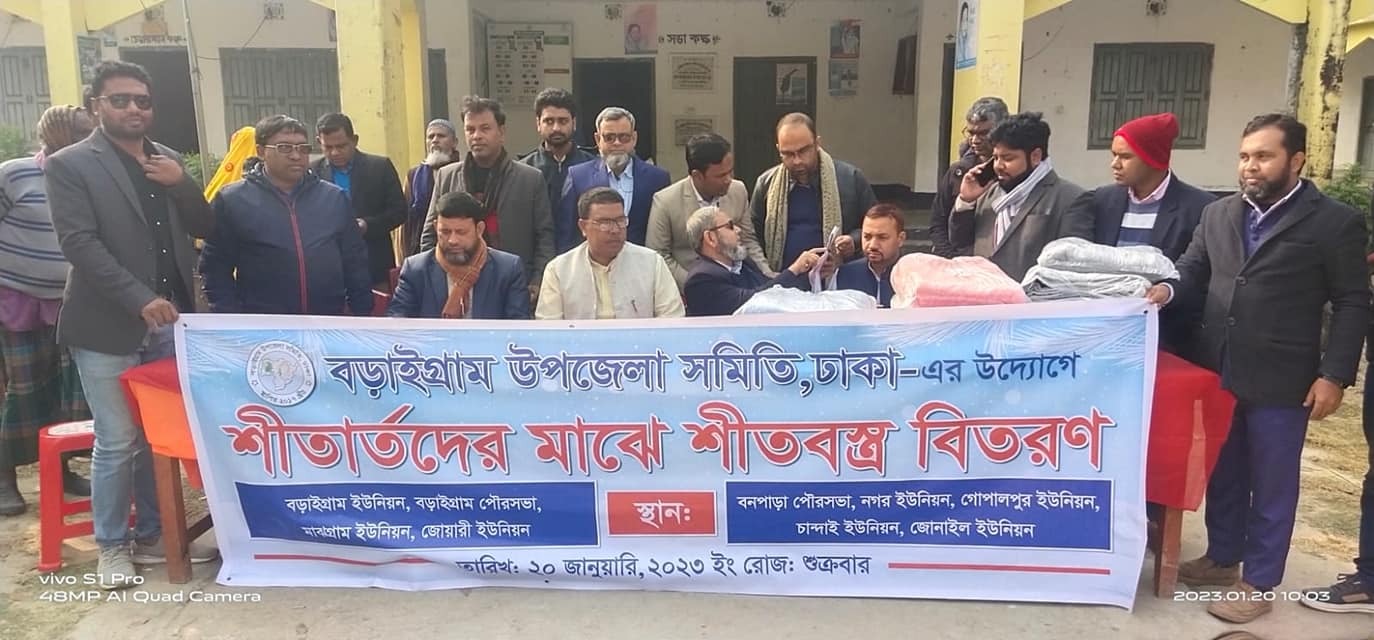 সভা কক্ষ
বড়াইগ্রাম উপজেলা সমিতি,ঢাকা-এর উদ্যোগে
শীতার্তদের মাঝে শীতবস্ত্র বিতরণ
বড়াইগ্রাম ইউনিয়ন, বড়াইগ্রাম পৌরসভা,
মাঝগ্রাম ইউনিয়ন, জোয়ারী ইউনিয়ন
স্থান:
বনপাড়া পৌরসভা, নগর ইউনিয়ন, গোপালপুর ইউনিয়ন,
চান্দাই ইউনিয়ন, জোনাইল ইউনিয়ন
তারিখ: ২০ জানুয়ারি,২০২৩ ইং রোজ: শুক্রবার
vivo S1 Pro
48MP AI Quad Camera
2023.01.20 10:03